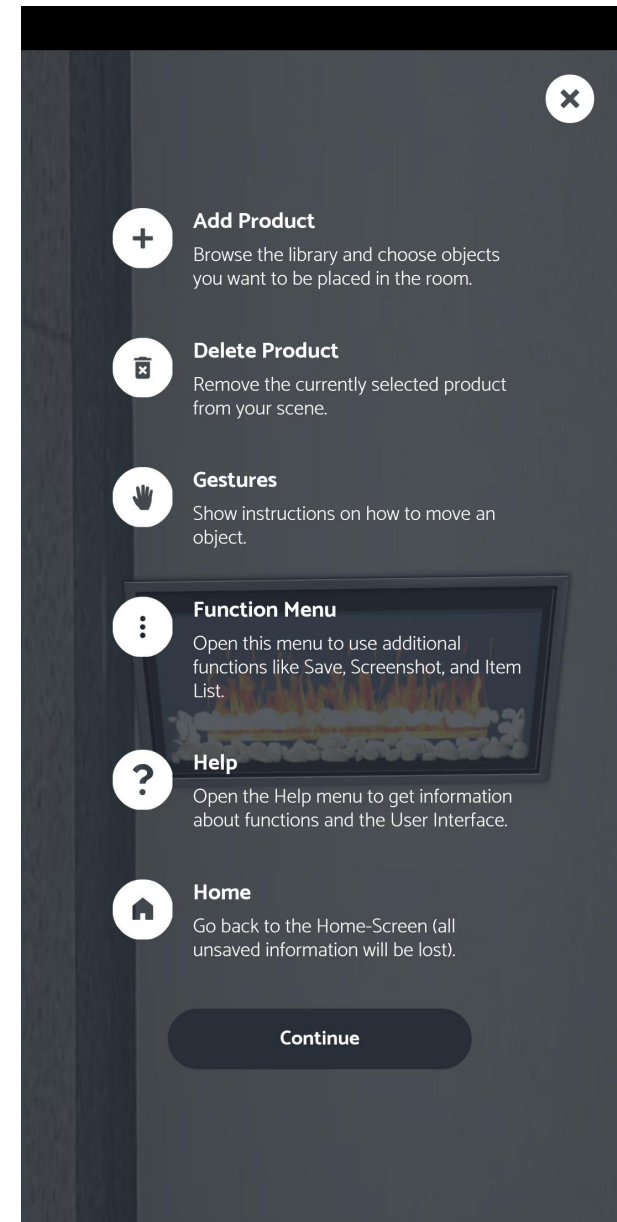 Add Product
Browse the library and choose objects
you want to be placed in the room.
Delete Product
Remove the currently selected product
from your scene.
Gestures
Show instructions on how to move an
object.
Function Menu
Open this menu to use additional
functions like Save, Screenshot, and Item
List.
Help
Open the Help menu to get information
about functions and the User Interface.
Home
Go back to the Home-Screen (all
unsaved information will be lost).
Continue